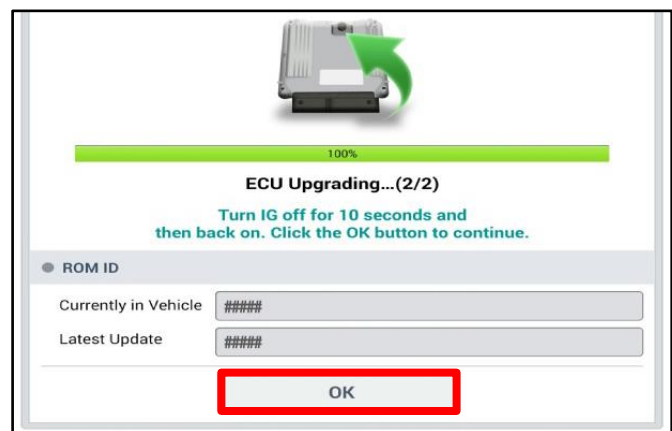 100%
ECU Upgrading...(2/2)
Turn IG off for 10 seconds and
then back on. Click the OK button to continue.
ROM ID
Currently in Vehicle #####
Latest Update #####
OK